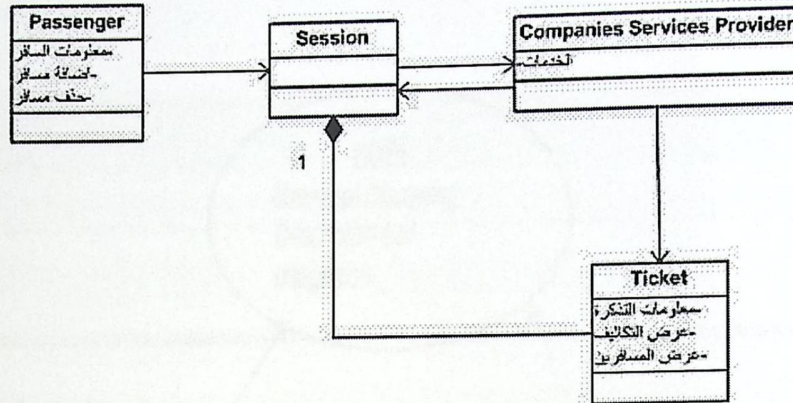 Passenger
-معلومات السافر
-اضافة مسافر
-حذف مسافر
Session
Companies Services Provider
-الخدمات
1
Ticket
-معلومات التذكرة
-عرض التكاليف
-عرض المسافرين